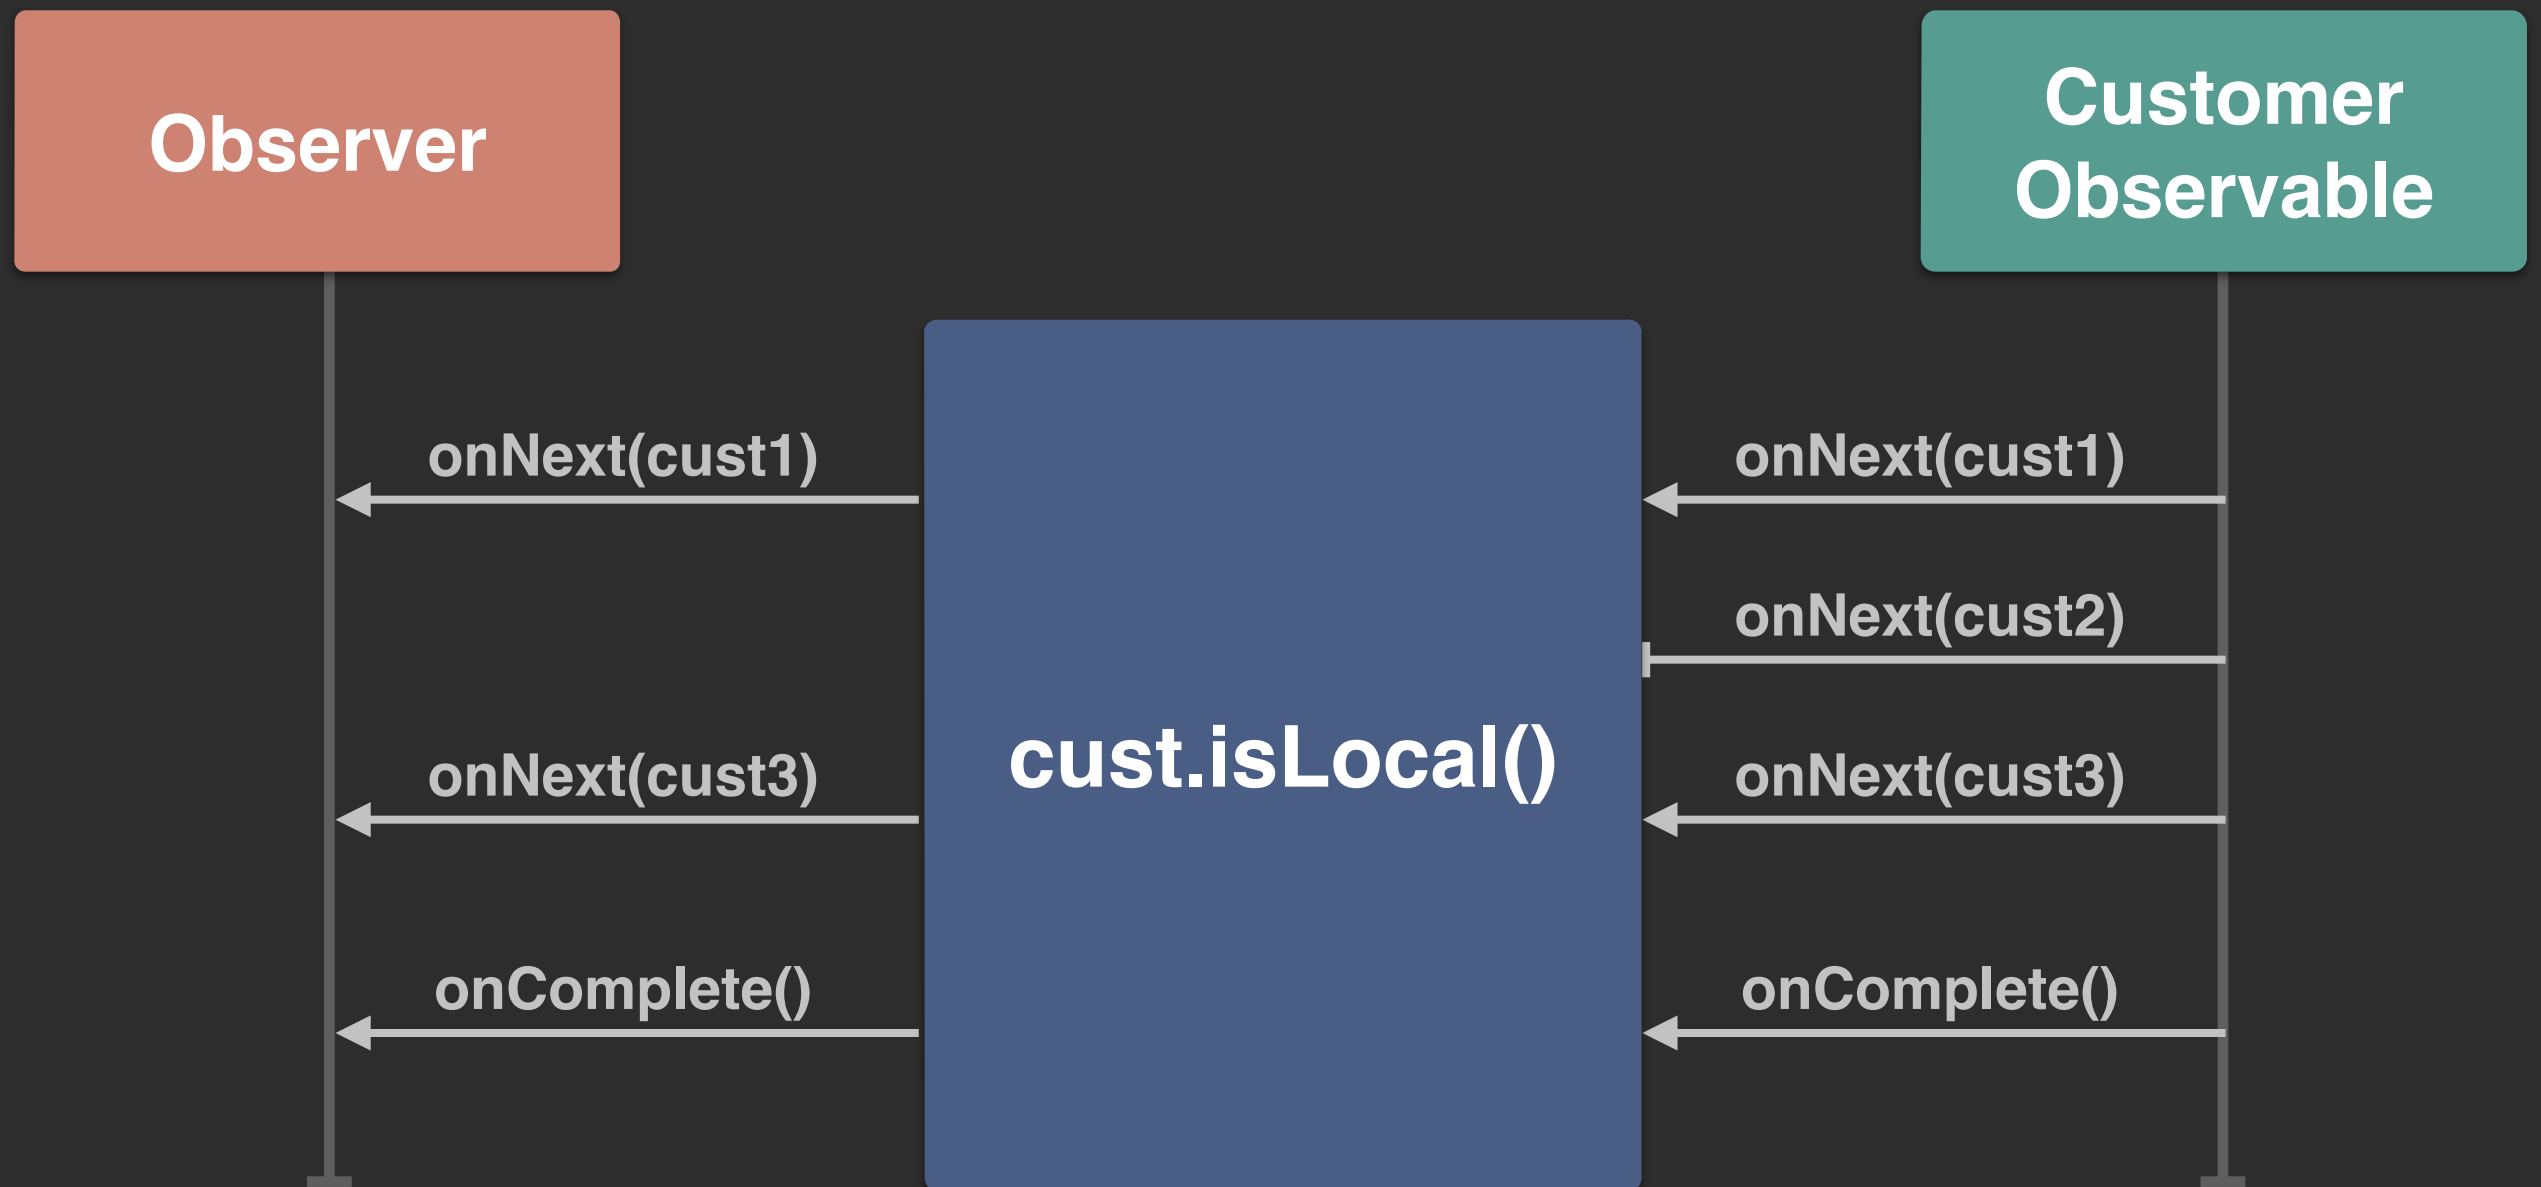 Observer
Customer
Observable
onNext(cust1)
onNext(cust1)
onNext(cust2)
cust.isLocal()
onNext(cust3)
onNext(cust3)
onComplete()
onComplete()